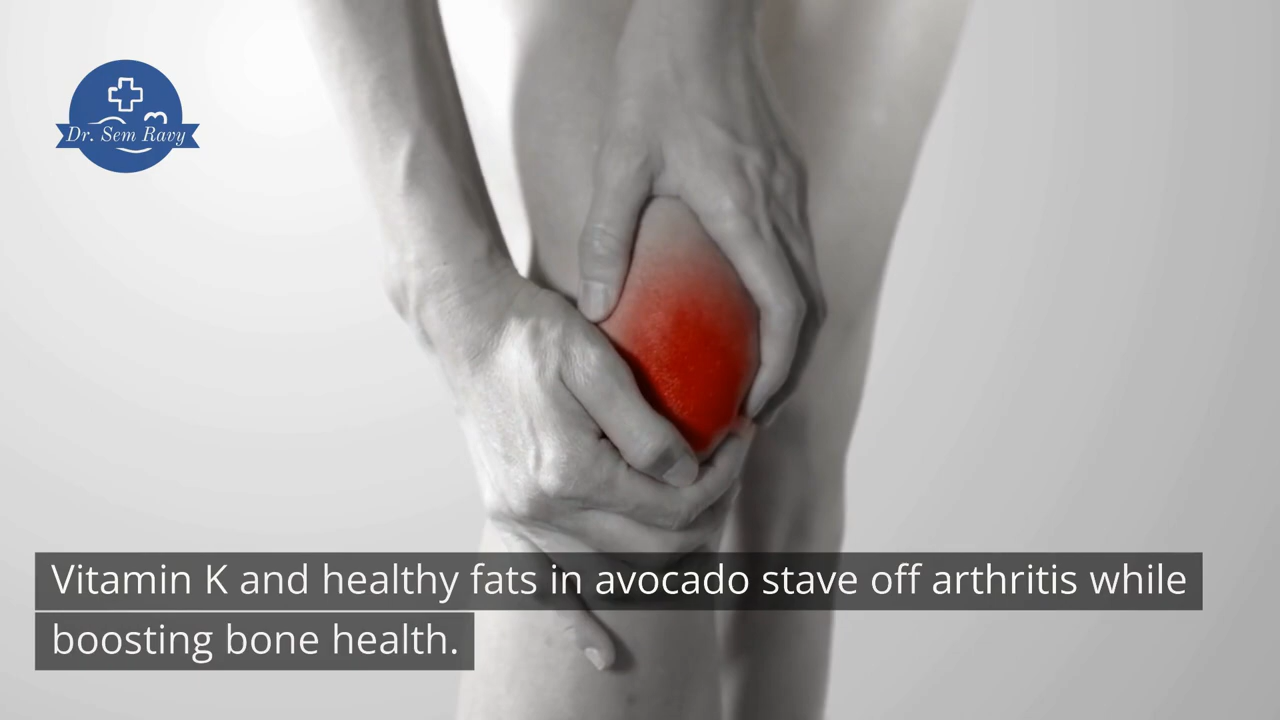 Dr. Sem Ravy
Vitamin K and healthy fats in avocado stave off arthritis while
boosting bone health.